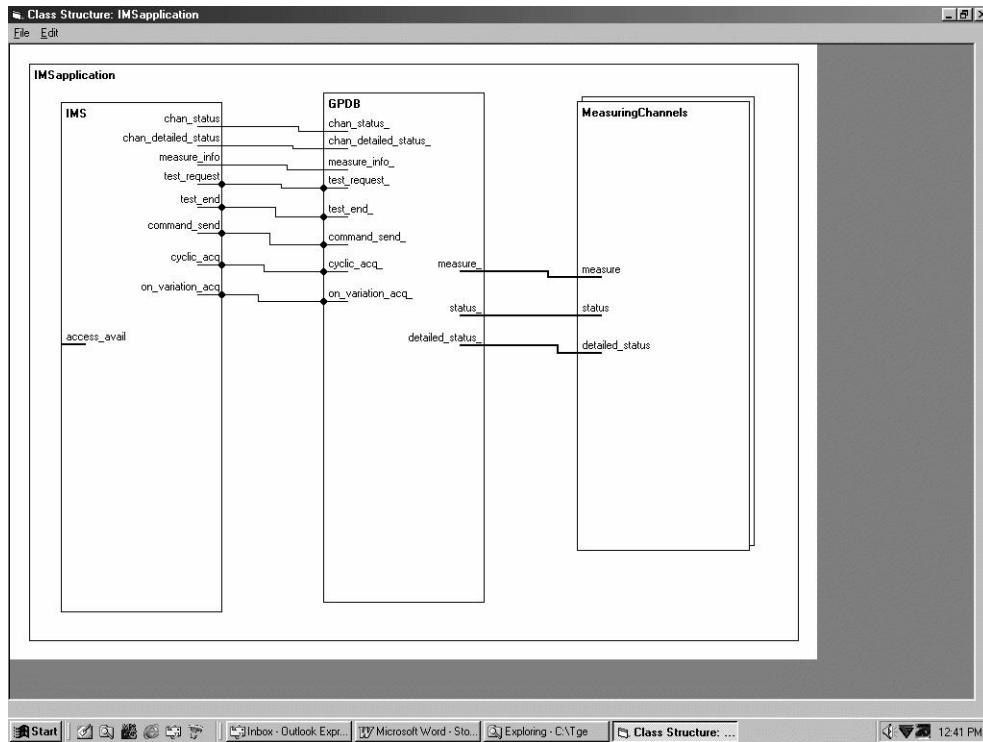 Class Structure: IMSapplication
File Edit
IMSapplication
IMS
chan_status
chan_detailed_status
measure_info
test_request
test_end
command_send
cyclic_acq
on_variation_acq
access_avail
GPDB
chan_status_
chan_detailed_status_
measure_info_
test_request_
test_end_
command_send_
cyclic_acq_
on_variation_acq_
measure_
status_
detailed_status_
MeasuringChannels
measure
status
detailed_status
Start
Inbox - Outlook Expr...
Microsoft Word - Sto...
Exploring - C:\Tge
Class Structure: ...
12:41 PM